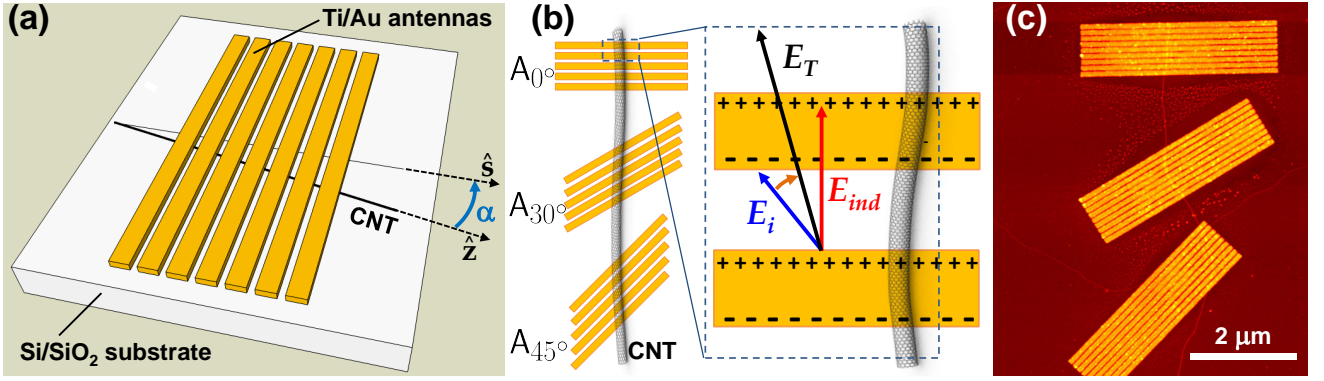 (a)
Ti/Au antennas
ŝ
α
CNT
ẑ
Si/SiO₂ substrate
(b)
A₀°
A₃₀°
A₄₅°
CNT
E_T
+ + + + + + + + + + + + + +
- - - - - - - - - - -
E_i
E_ind
+ + + + + + + + + + + + + +
- - - - - - - - - - -
(c)
2 μm